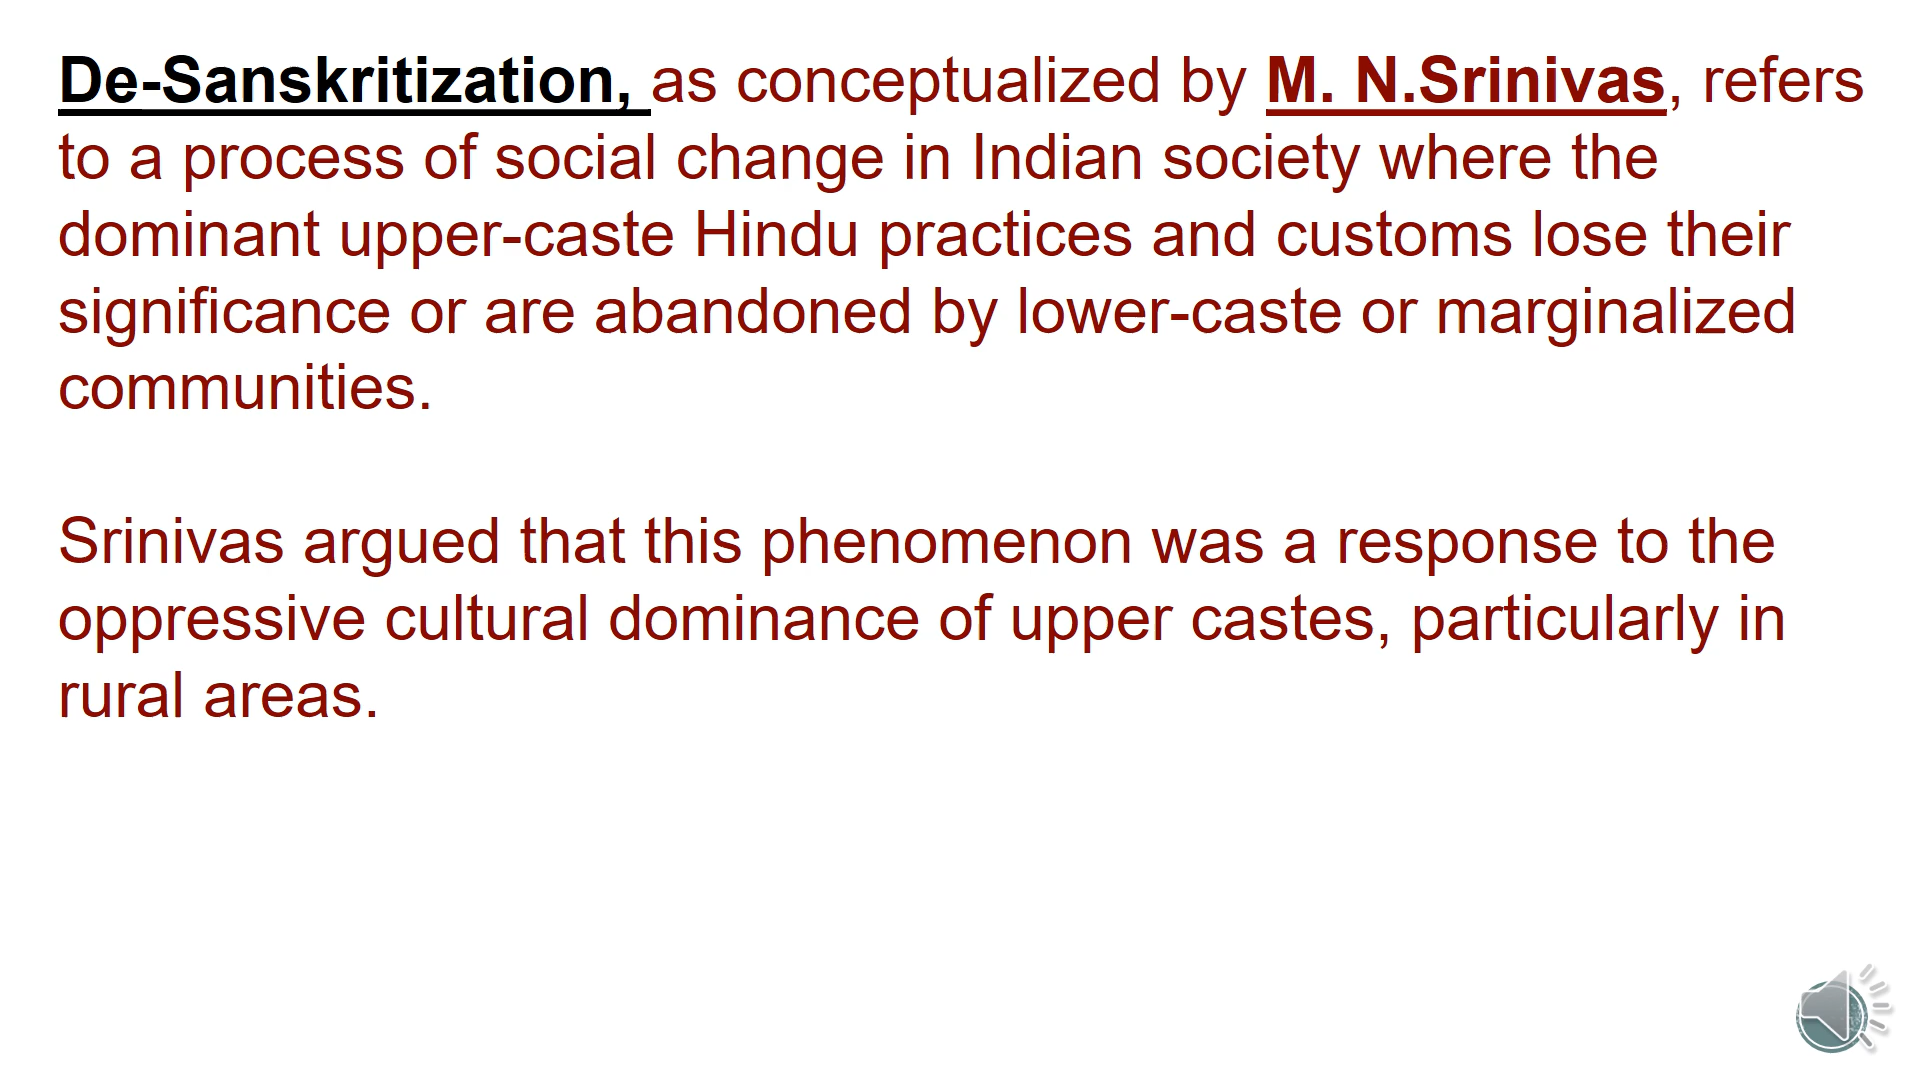 De-Sanskritization, as conceptualized by M. N.Srinivas, refers
to a process of social change in Indian society where the
dominant upper-caste Hindu practices and customs lose their
significance or are abandoned by lower-caste or marginalized
communities.
Srinivas argued that this phenomenon was a response to the
oppressive cultural dominance of upper castes, particularly in
rural areas.